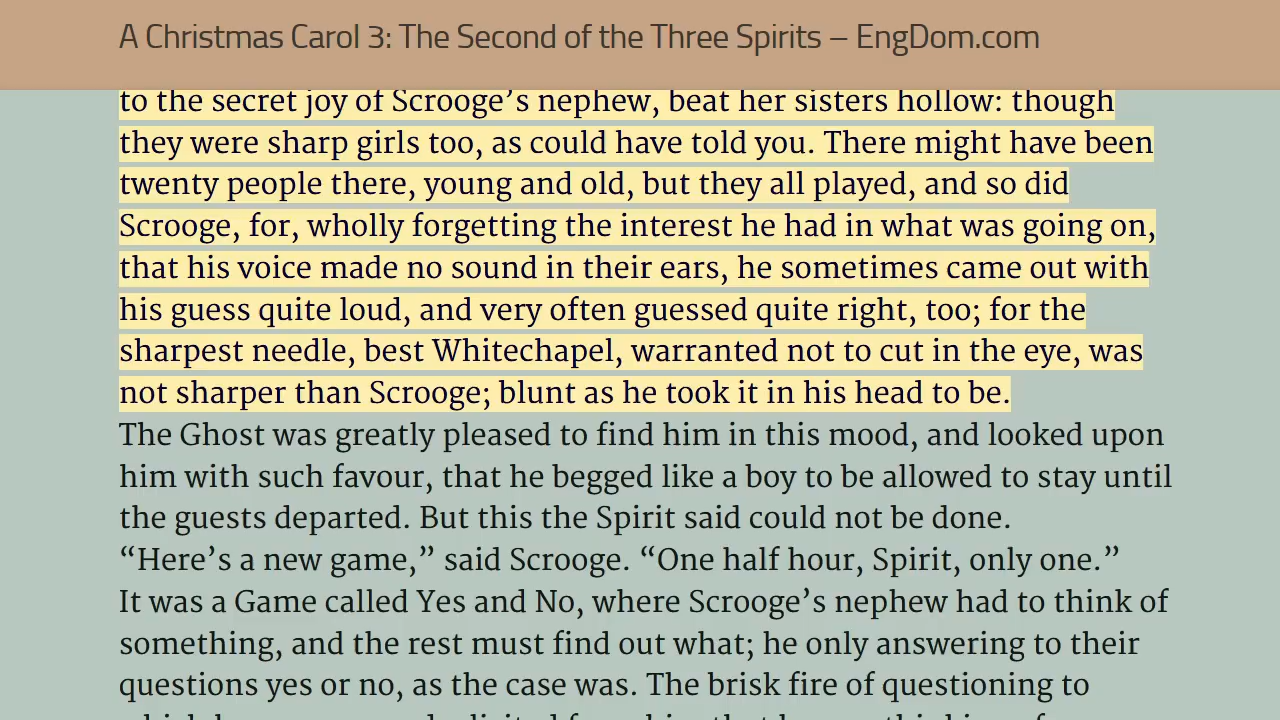 A Christmas Carol 3: The Second of the Three Spirits – EngDom.com
to the secret joy of Scrooge’s nephew, beat her sisters hollow: though
they were sharp girls too, as could have told you. There might have been
twenty people there, young and old, but they all played, and so did
Scrooge, for, wholly forgetting the interest he had in what was going on,
that his voice made no sound in their ears, he sometimes came out with
his guess quite loud, and very often guessed quite right, too; for the
sharpest needle, best Whitechapel, warranted not to cut in the eye, was
not sharper than Scrooge; blunt as he took it in his head to be.
The Ghost was greatly pleased to find him in this mood, and looked upon
him with such favour, that he begged like a boy to be allowed to stay until
the guests departed. But this the Spirit said could not be done.
“Here’s a new game,” said Scrooge. “One half hour, Spirit, only one.”
It was a Game called Yes and No, where Scrooge’s nephew had to think of
something, and the rest must find out what; he only answering to their
questions yes or no, as the case was. The brisk fire of questioning to